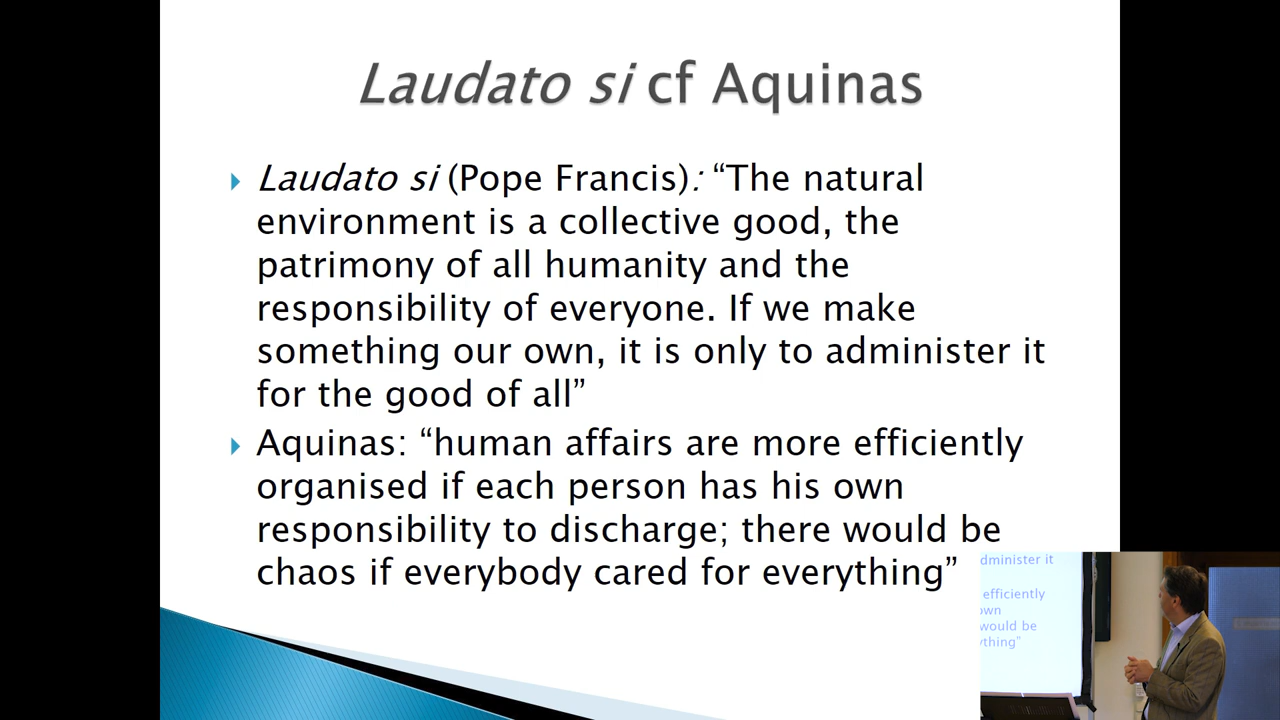 Laudato si cf Aquinas
Laudato si (Pope Francis): “The natural
environment is a collective good, the
patrimony of all humanity and the
responsibility of everyone. If we make
something our own, it is only to administer it
for the good of all”
Aquinas: “human affairs are more efficiently
organised if each person has his own
responsibility to discharge; there would be
chaos if everybody cared for everything”
dminister it
efficiently
own
would be
ything”